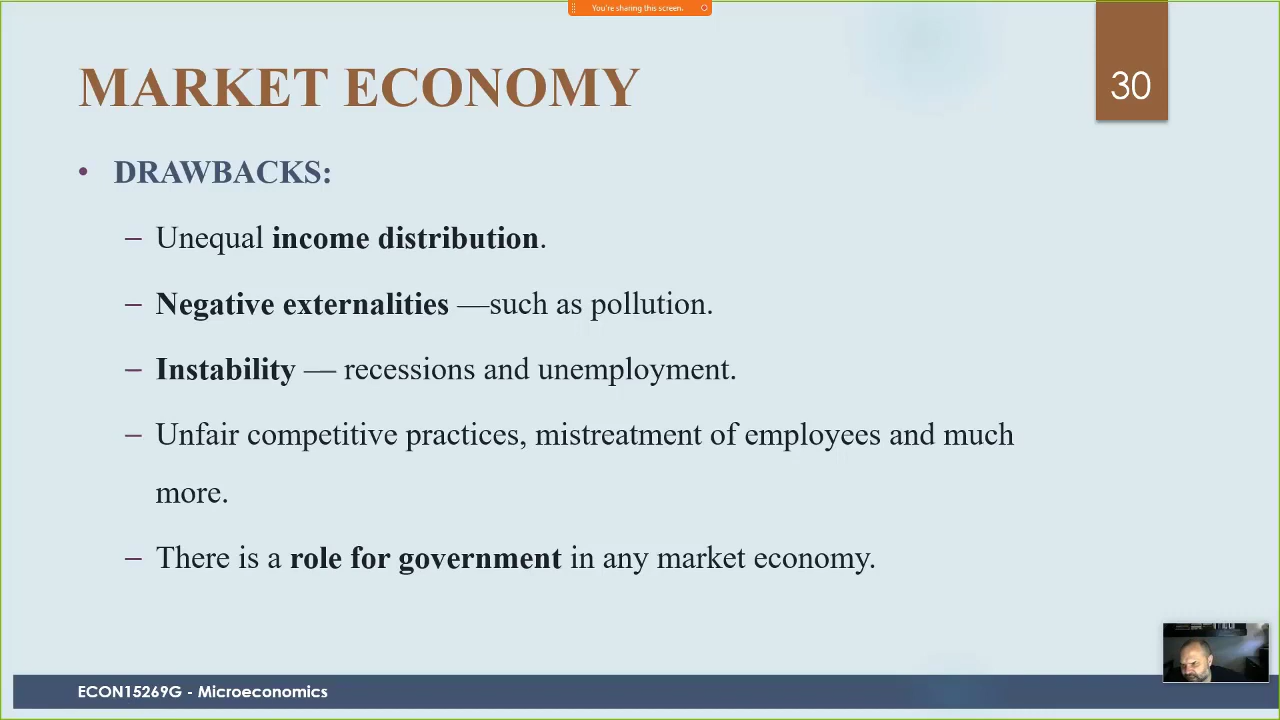 You're sharing this screen.
MARKET ECONOMY
30
• DRAWBACKS:
– Unequal income distribution.
– Negative externalities —such as pollution.
– Instability — recessions and unemployment.
– Unfair competitive practices, mistreatment of employees and much
more.
– There is a role for government in any market economy.
ECON15269G - Microeconomics